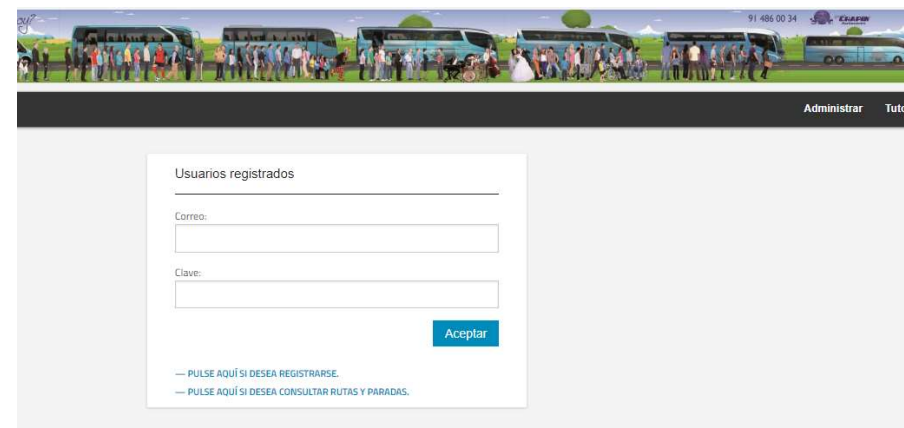 91 486 00 34
Administrar
Usuarios registrados
Correo:
Clave:
Aceptar
— PULSE AQUÍ SI DESEA REGISTRARSE.
— PULSE AQUÍ SI DESEA CONSULTAR RUTAS Y PARADAS.